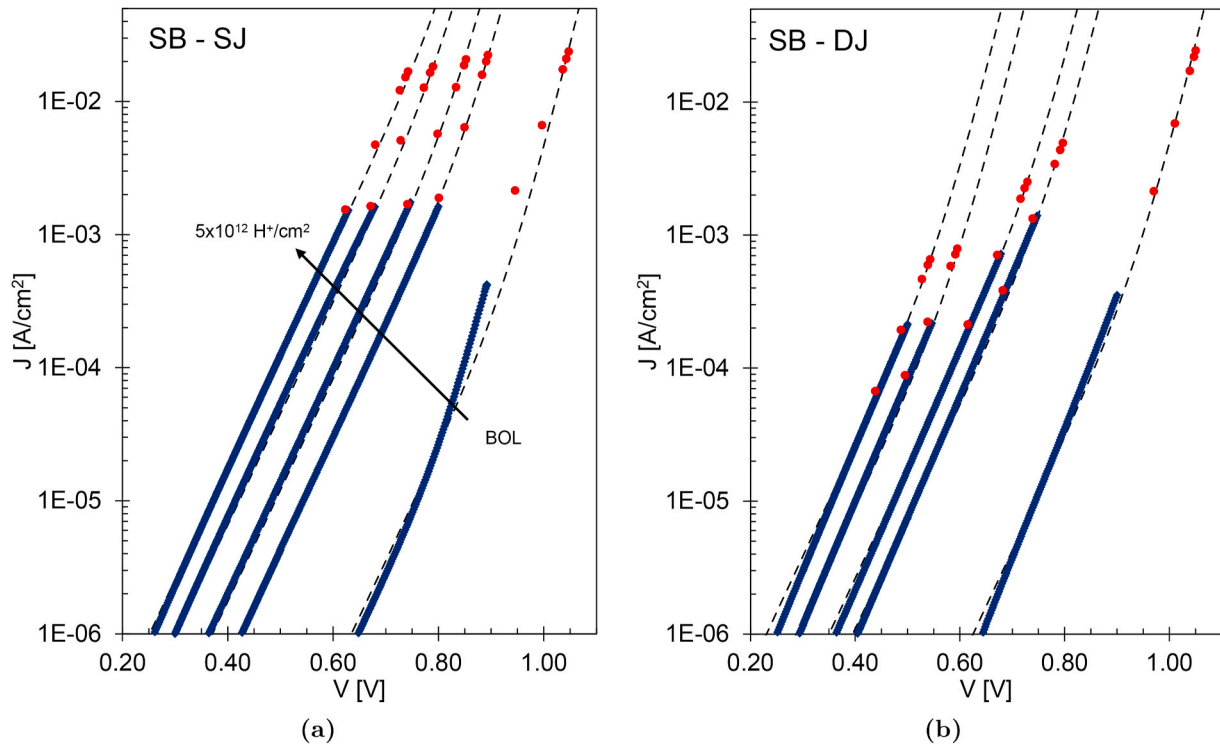 SB - SJ
J [A/cm²]
1E-02
1E-03
1E-04
1E-05
1E-06
5x10¹² H⁺/cm²
BOL
0.20 0.40 0.60 0.80 1.00
V [V]
(a)
SB - DJ
J [A/cm²]
1E-02
1E-03
1E-04
1E-05
1E-06
0.20 0.40 0.60 0.80 1.00
V [V]
(b)